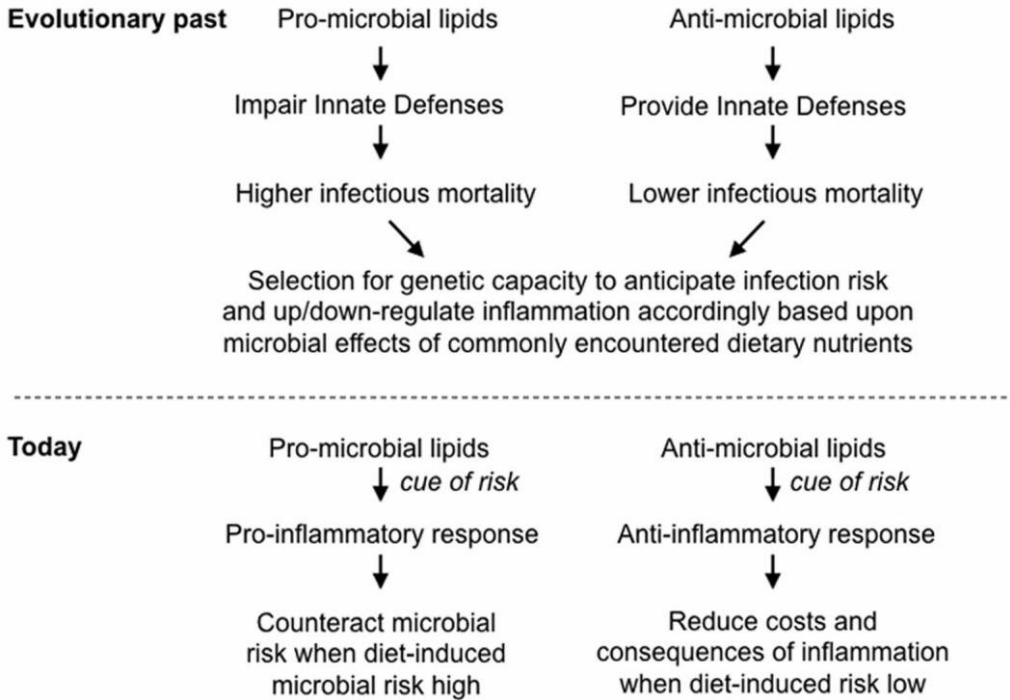 Evolutionary past
Pro-microbial lipids
Anti-microbial lipids
Impair Innate Defenses
Provide Innate Defenses
Higher infectious mortality
Lower infectious mortality
Selection for genetic capacity to anticipate infection risk
and up/down-regulate inflammation accordingly based upon
microbial effects of commonly encountered dietary nutrients
Today
Pro-microbial lipids
Anti-microbial lipids
cue of risk
cue of risk
Pro-inflammatory response
Anti-inflammatory response
Counteract microbial
risk when diet-induced
microbial risk high
Reduce costs and
consequences of inflammation
when diet-induced risk low